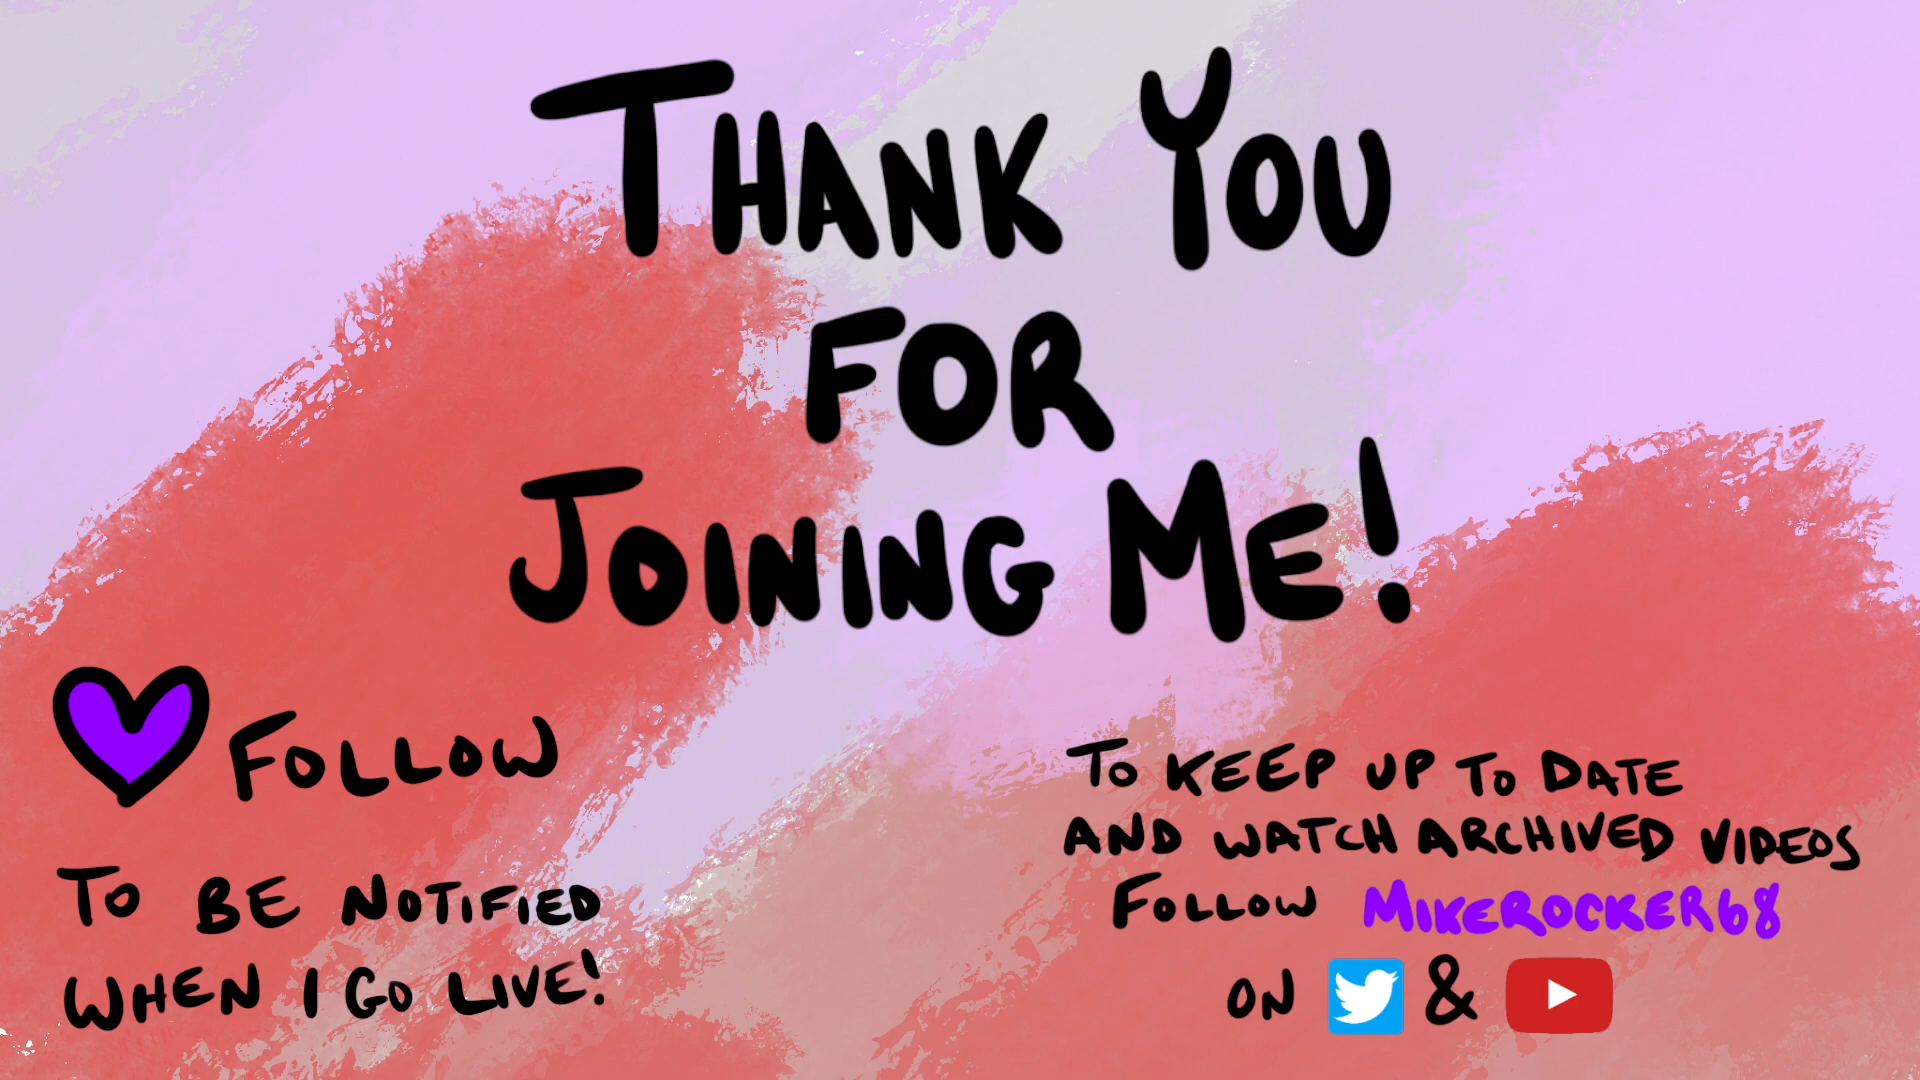 THANK YOU
FOR
JOINING ME!
FOLLOW
TO BE NOTIFIED
WHEN I GO LIVE!
TO KEEP UP TO DATE
AND WATCH ARCHIVED VIDEOS
FOLLOW MIKEROCKER68
ON &